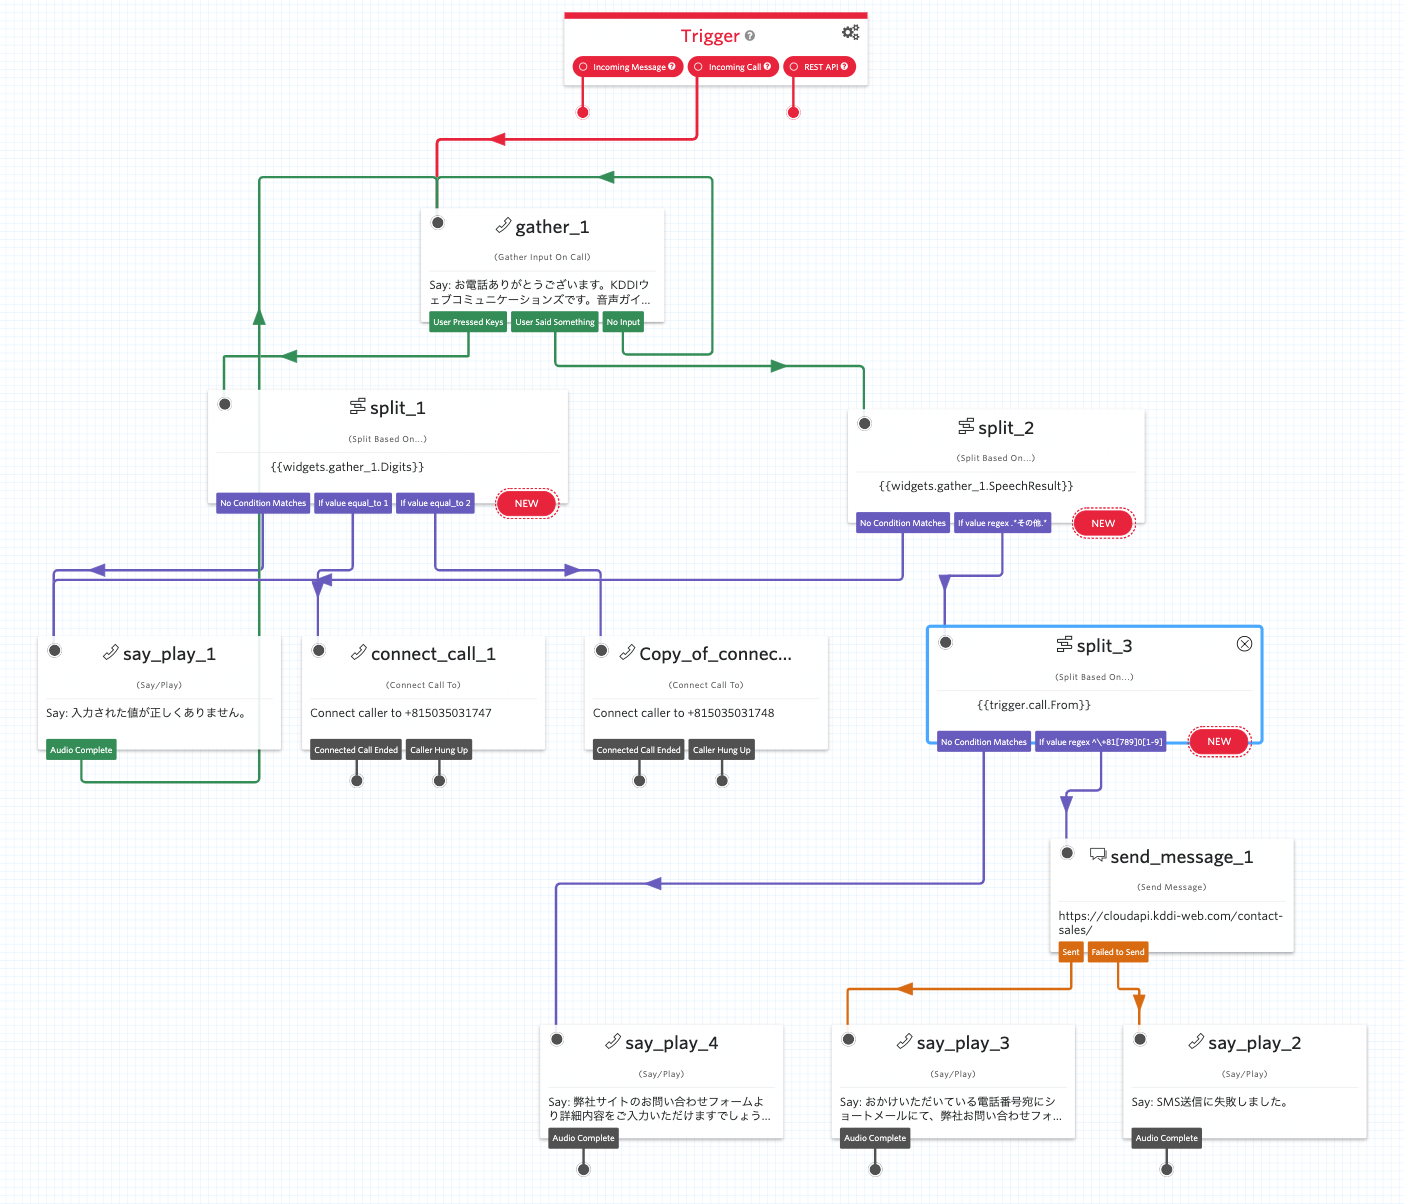 Trigger
Incoming Message
Incoming Call
REST API
gather_1
(Gather Input On Call)
Say: お電話ありがとうございます。KDDIウ
ェブコミュニケーションズです。音声ガイ...
User Pressed Keys
User Said Something
No Input
split_1
(Split Based On...)
{{widgets.gather_1.Digits}}
No Condition Matches
If value equal_to 1
If value equal_to 2
NEW
split_2
(Split Based On...)
{{widgets.gather_1.SpeechResult}}
No Condition Matches
If value regex .*その他.*
NEW
say_play_1
(Say/Play)
Say: 入力された値が正しくありません。
Audio Complete
connect_call_1
(Connect Call To)
Connect caller to +815035031747
Connected Call Ended
Caller Hung Up
Copy_of_connec...
(Connect Call To)
Connect caller to +815035031748
Connected Call Ended
Caller Hung Up
split_3
(Split Based On...)
{{trigger.call.From}}
No Condition Matches
If value regex ^\+81[789]0[1-9]
NEW
send_message_1
(Send Message)
https://cloudapi.kddi-web.com/contact-
sales/
Sent
Failed to Send
say_play_4
(Say/Play)
Say: 弊社サイトのお問い合わせフォームよ
り詳細内容をご入力いただけますでしょう...
Audio Complete
say_play_3
(Say/Play)
Say: おかけいただいている電話番号宛にシ
ョートメールにて、弊社お問い合わせフォ...
Audio Complete
say_play_2
(Say/Play)
Say: SMS送信に失敗しました。
Audio Complete